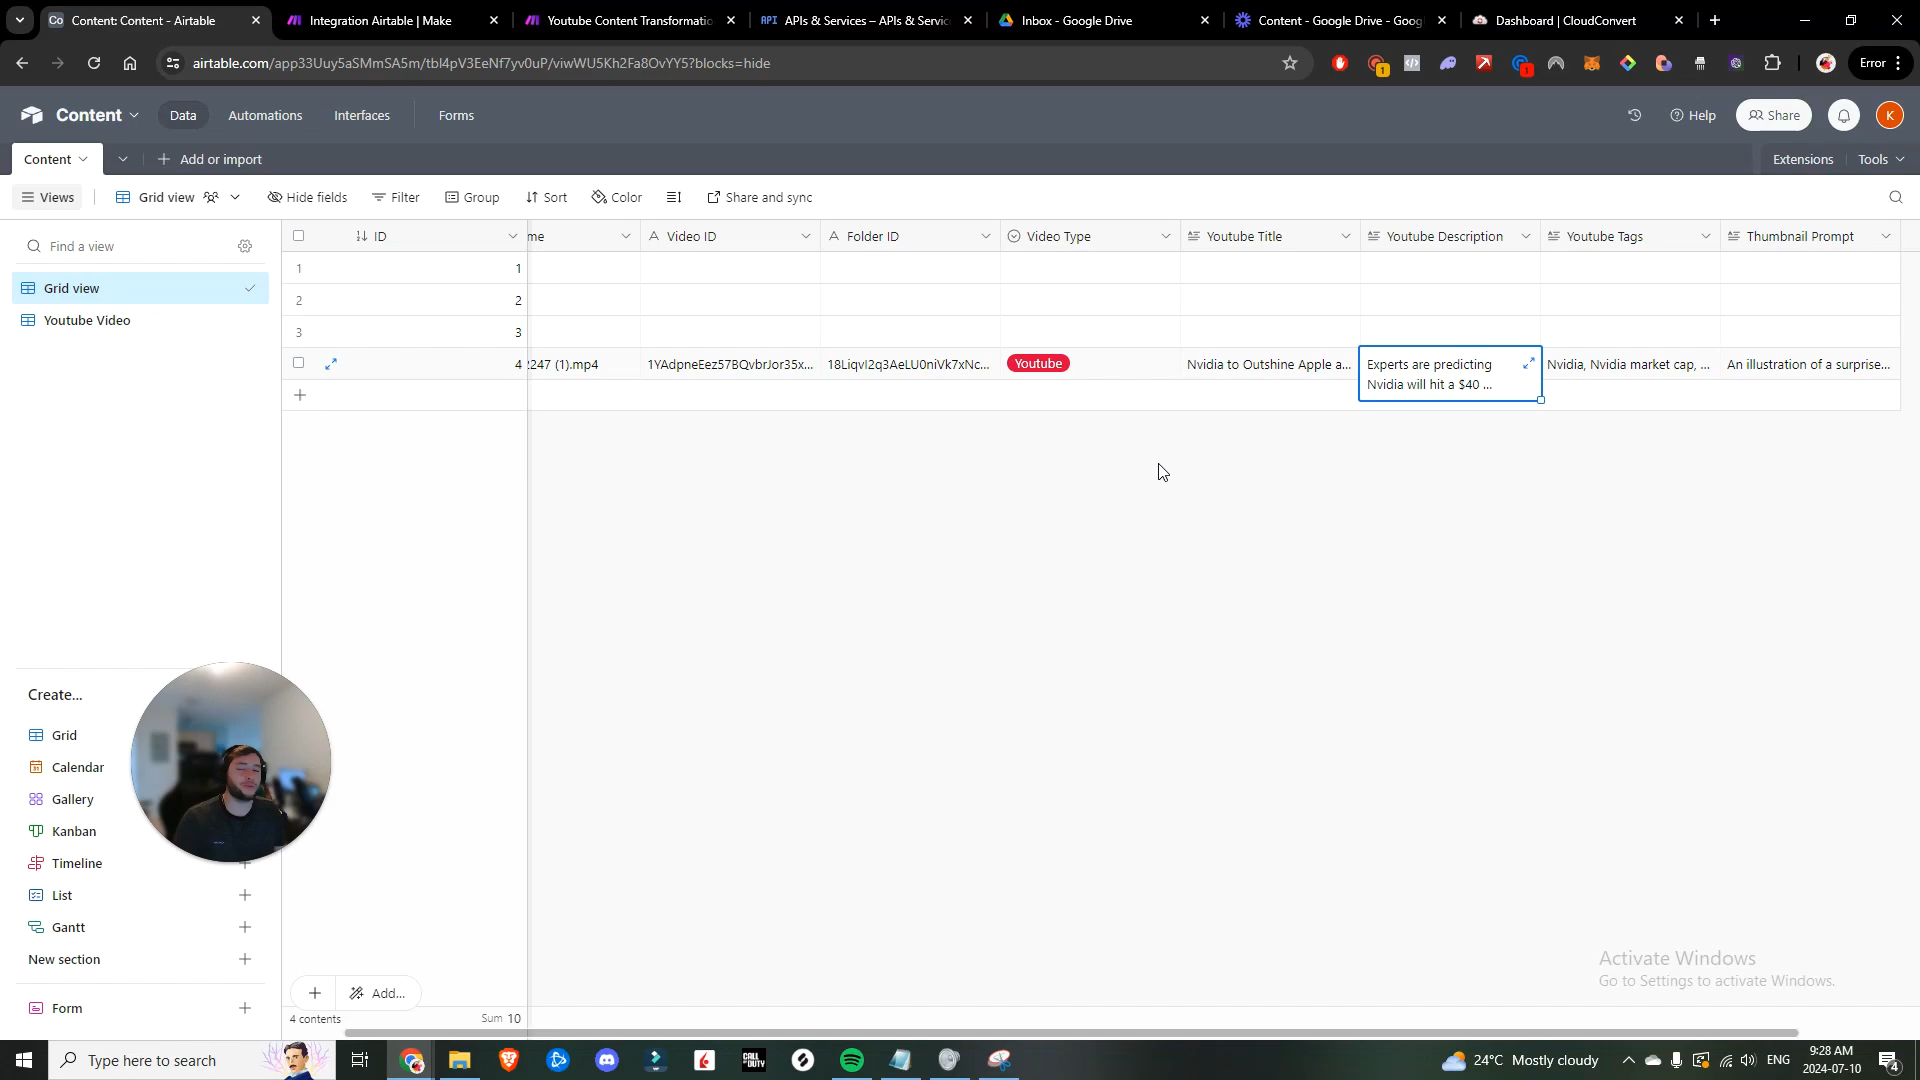 Content: Content - Airtable
Integration Airtable | Make
Youtube Content Transformatio
API APIs & Services – APIs & Servic
Inbox - Google Drive
Content - Google Drive - Goog
Dashboard | CloudConvert
airtable.com/app33Uuy5aSMmSA5m/tbl4pV3EeNf7yv0uP/viwWU5Kh2Fa8OvYY5?blocks=hide
Error
Content
Data
Automations
Interfaces
Forms
Help
Share
K
Content
Add or import
Extensions
Tools
Views
Grid view
Hide fields
Filter
Group
Sort
Color
Share and sync
Find a view
Grid view
Youtube Video
ID
me
Video ID
Folder ID
Video Type
Youtube Title
Youtube Description
Youtube Tags
Thumbnail Prompt
1 1
2 2
3 3
4 2247 (1).mp4 1YAdpneEez57BQvbrJor35x... 18LiqvI2q3AeLU0niVk7xNc... Youtube Nvidia to Outshine Apple a... Experts are predicting Nvidia, Nvidia market cap, ... An illustration of a surprise...
Nvidia will hit a $40 ...
Create...
Grid
Calendar
Gallery
Kanban
Timeline
List
Gantt
New section
Form
Add...
4 contents
Sum 10
Activate Windows
Go to Settings to activate Windows.
Type here to search
CALL OF DUTY
24°C Mostly cloudy
ENG
9:28 AM
2024-07-10
4